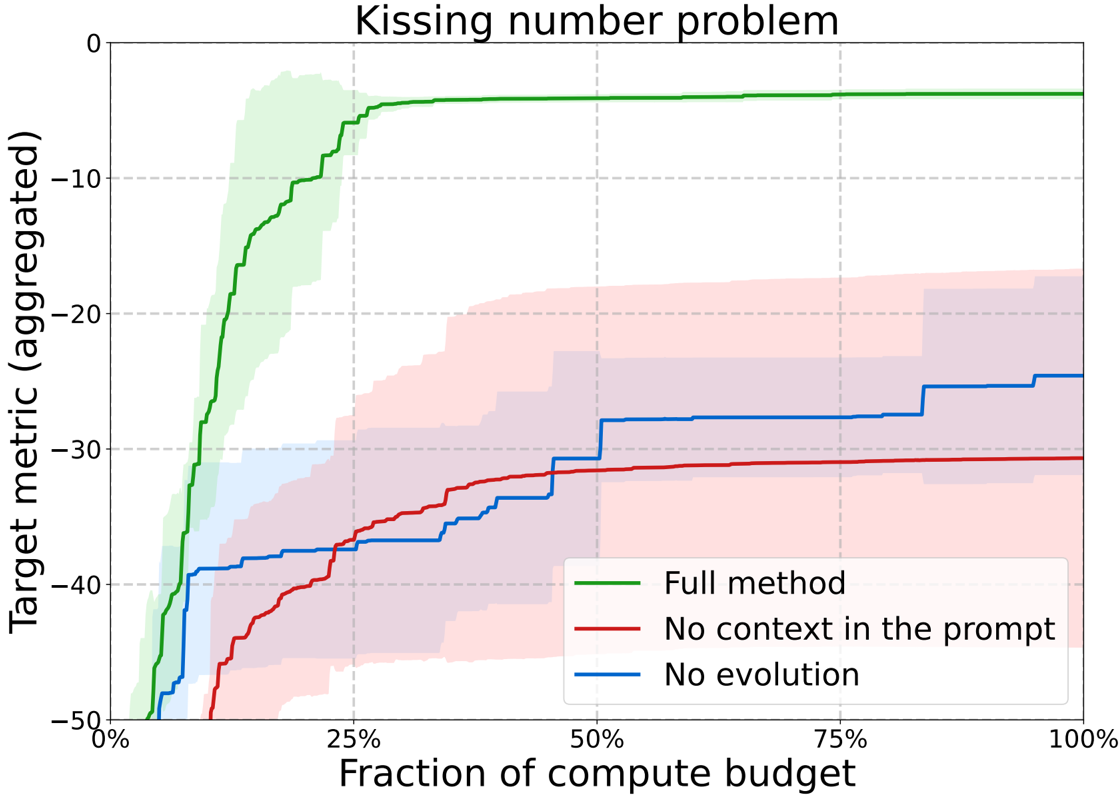 Kissing number problem
Target metric (aggregated)
0
−10
−20
−30
−40
−50
0%
25%
50%
75%
100%
Fraction of compute budget
Full method
No context in the prompt
No evolution